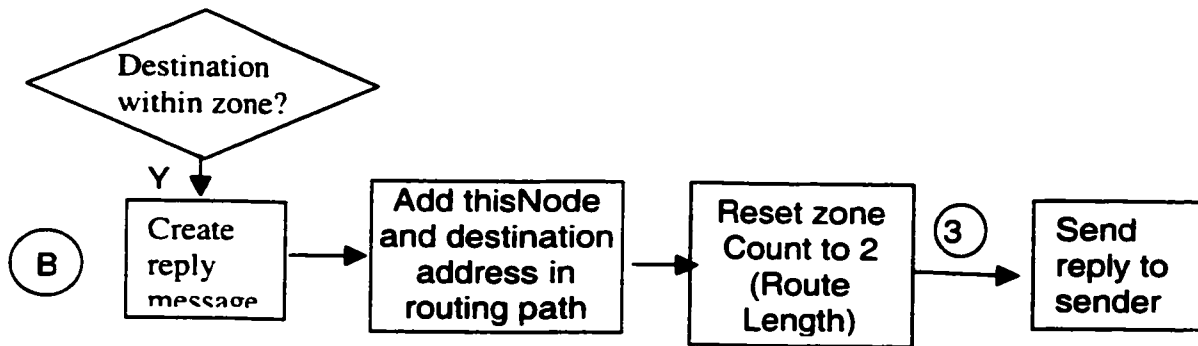 Destination
within zone?
Y
B
Create
reply
message
Add thisNode
and destination
address in
routing path
Reset zone
Count to 2
(Route
Length)
3
Send
reply to
sender